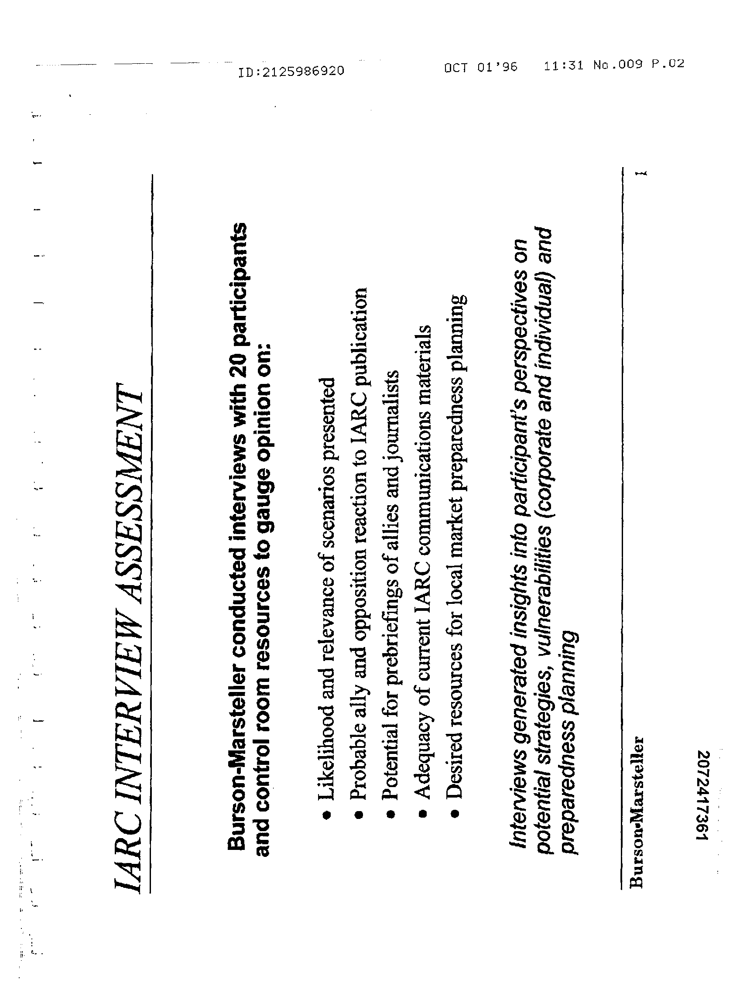 ID:2125986920
OCT 01'96 11:31 No.009 P.02
IARC INTERVIEW ASSESSMENT
Burson-Marsteller conducted interviews with 20 participants
and control room resources to gauge opinion on:
• Likelihood and relevance of scenarios presented
• Probable ally and opposition reaction to IARC publication
• Potential for prebriefings of allies and journalists
• Adequacy of current IARC communications materials
• Desired resources for local market preparedness planning
Interviews generated insights into participant's perspectives on
potential strategies, vulnerabilities (corporate and individual) and
preparedness planning
Burson•Marsteller
1
2072417361